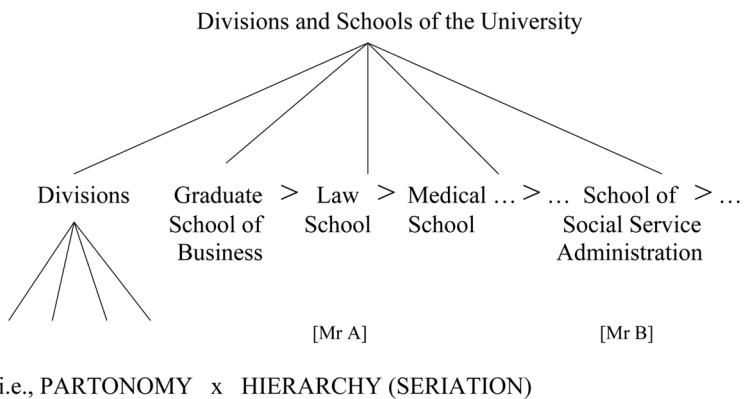 Divisions and Schools of the University
Divisions Graduate > Law > Medical ... > ... School of > ...
School of School School Social Service
Business Administration
[Mr A] [Mr B]
i.e., PARTONOMY x HIERARCHY (SERIATION)